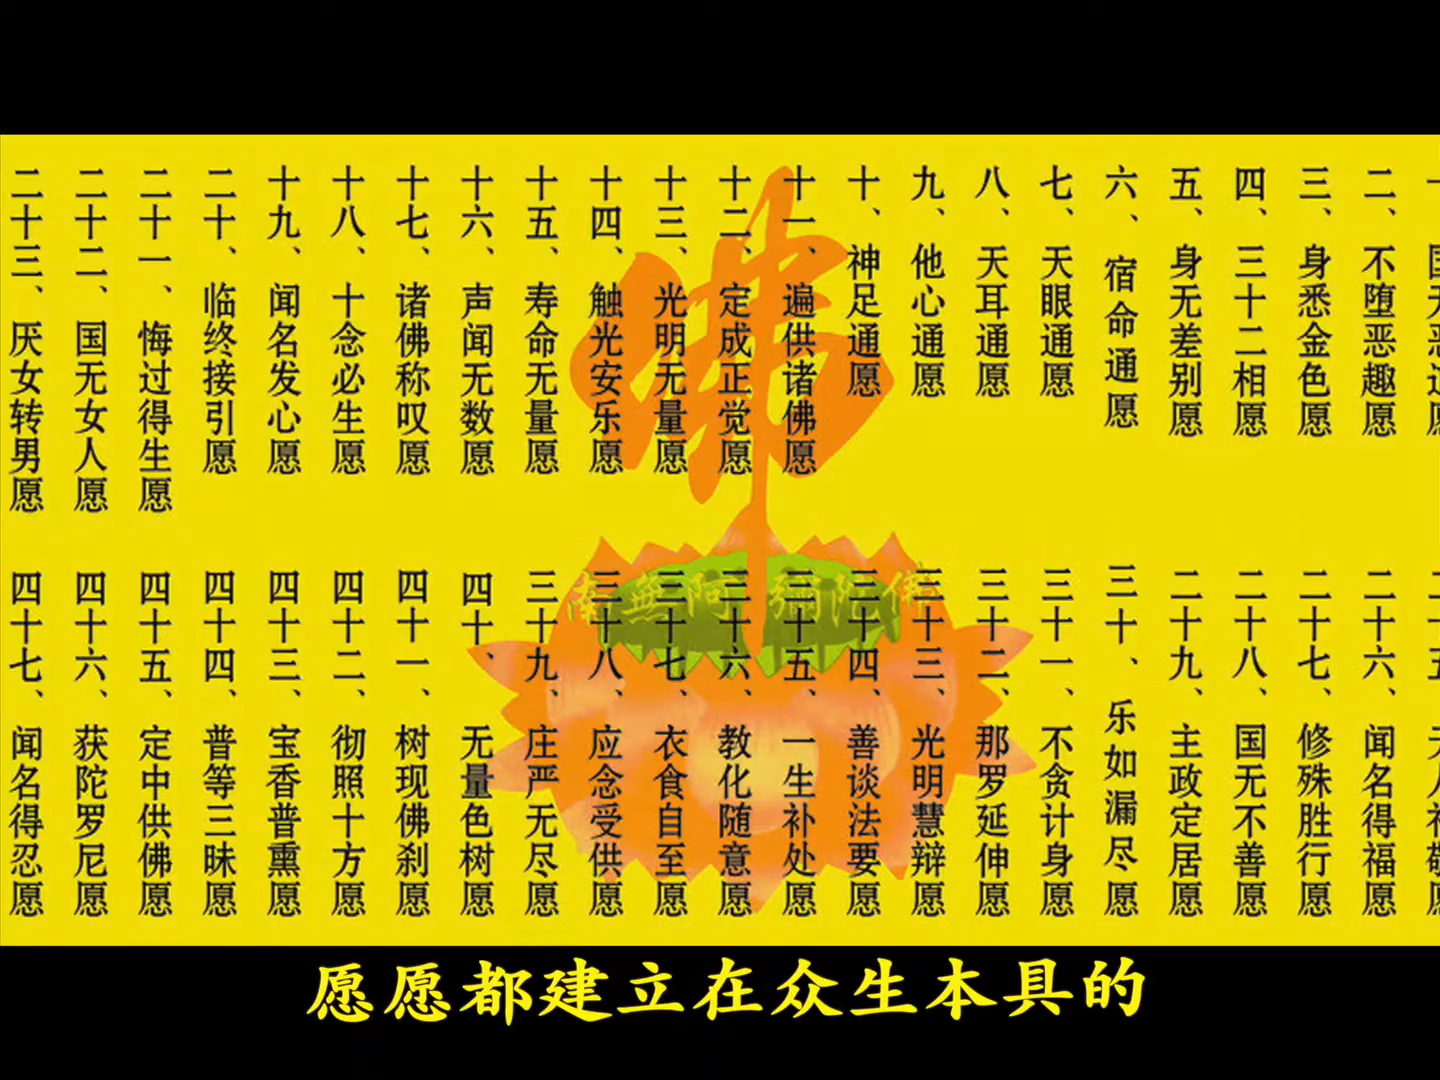 二、不堕恶趣愿
三、身悉金色愿
四、三十二相愿
五、身无差别愿
六、宿命通愿
七、天眼通愿
八、天耳通愿
九、他心通愿
十、神足通愿
十一、遍供诸佛愿
十二、定成正觉愿
十三、光明无量愿
十四、触光安乐愿
十五、寿命无量愿
十六、声闻无数愿
十七、诸佛称叹愿
十八、十念必生愿
十九、闻名发心愿
二十、临终接引愿
二十一、悔过得生愿
二十二、国无女人愿
二十三、厌女转男愿
二十六、闻名得福愿
二十七、修殊胜行愿
二十八、国无不善愿
二十九、主政定居愿
三十、乐如漏尽愿
三十一、不贪计身愿
三十二、那罗延伸愿
三十三、光明慧辩愿
三十四、善谈法要愿
三十五、一生补处愿
三十六、教化随意愿
三十七、衣食自至愿
三十八、应念受供愿
三十九、庄严无尽愿
四十、无量色树愿
四十一、树现佛刹愿
四十二、彻照十方愿
四十三、宝香普熏愿
四十四、普等三昧愿
四十五、定中供佛愿
四十六、获陀罗尼愿
四十七、闻名得忍愿
佛
南無阿彌陀佛
愿愿都建立在众生本具的